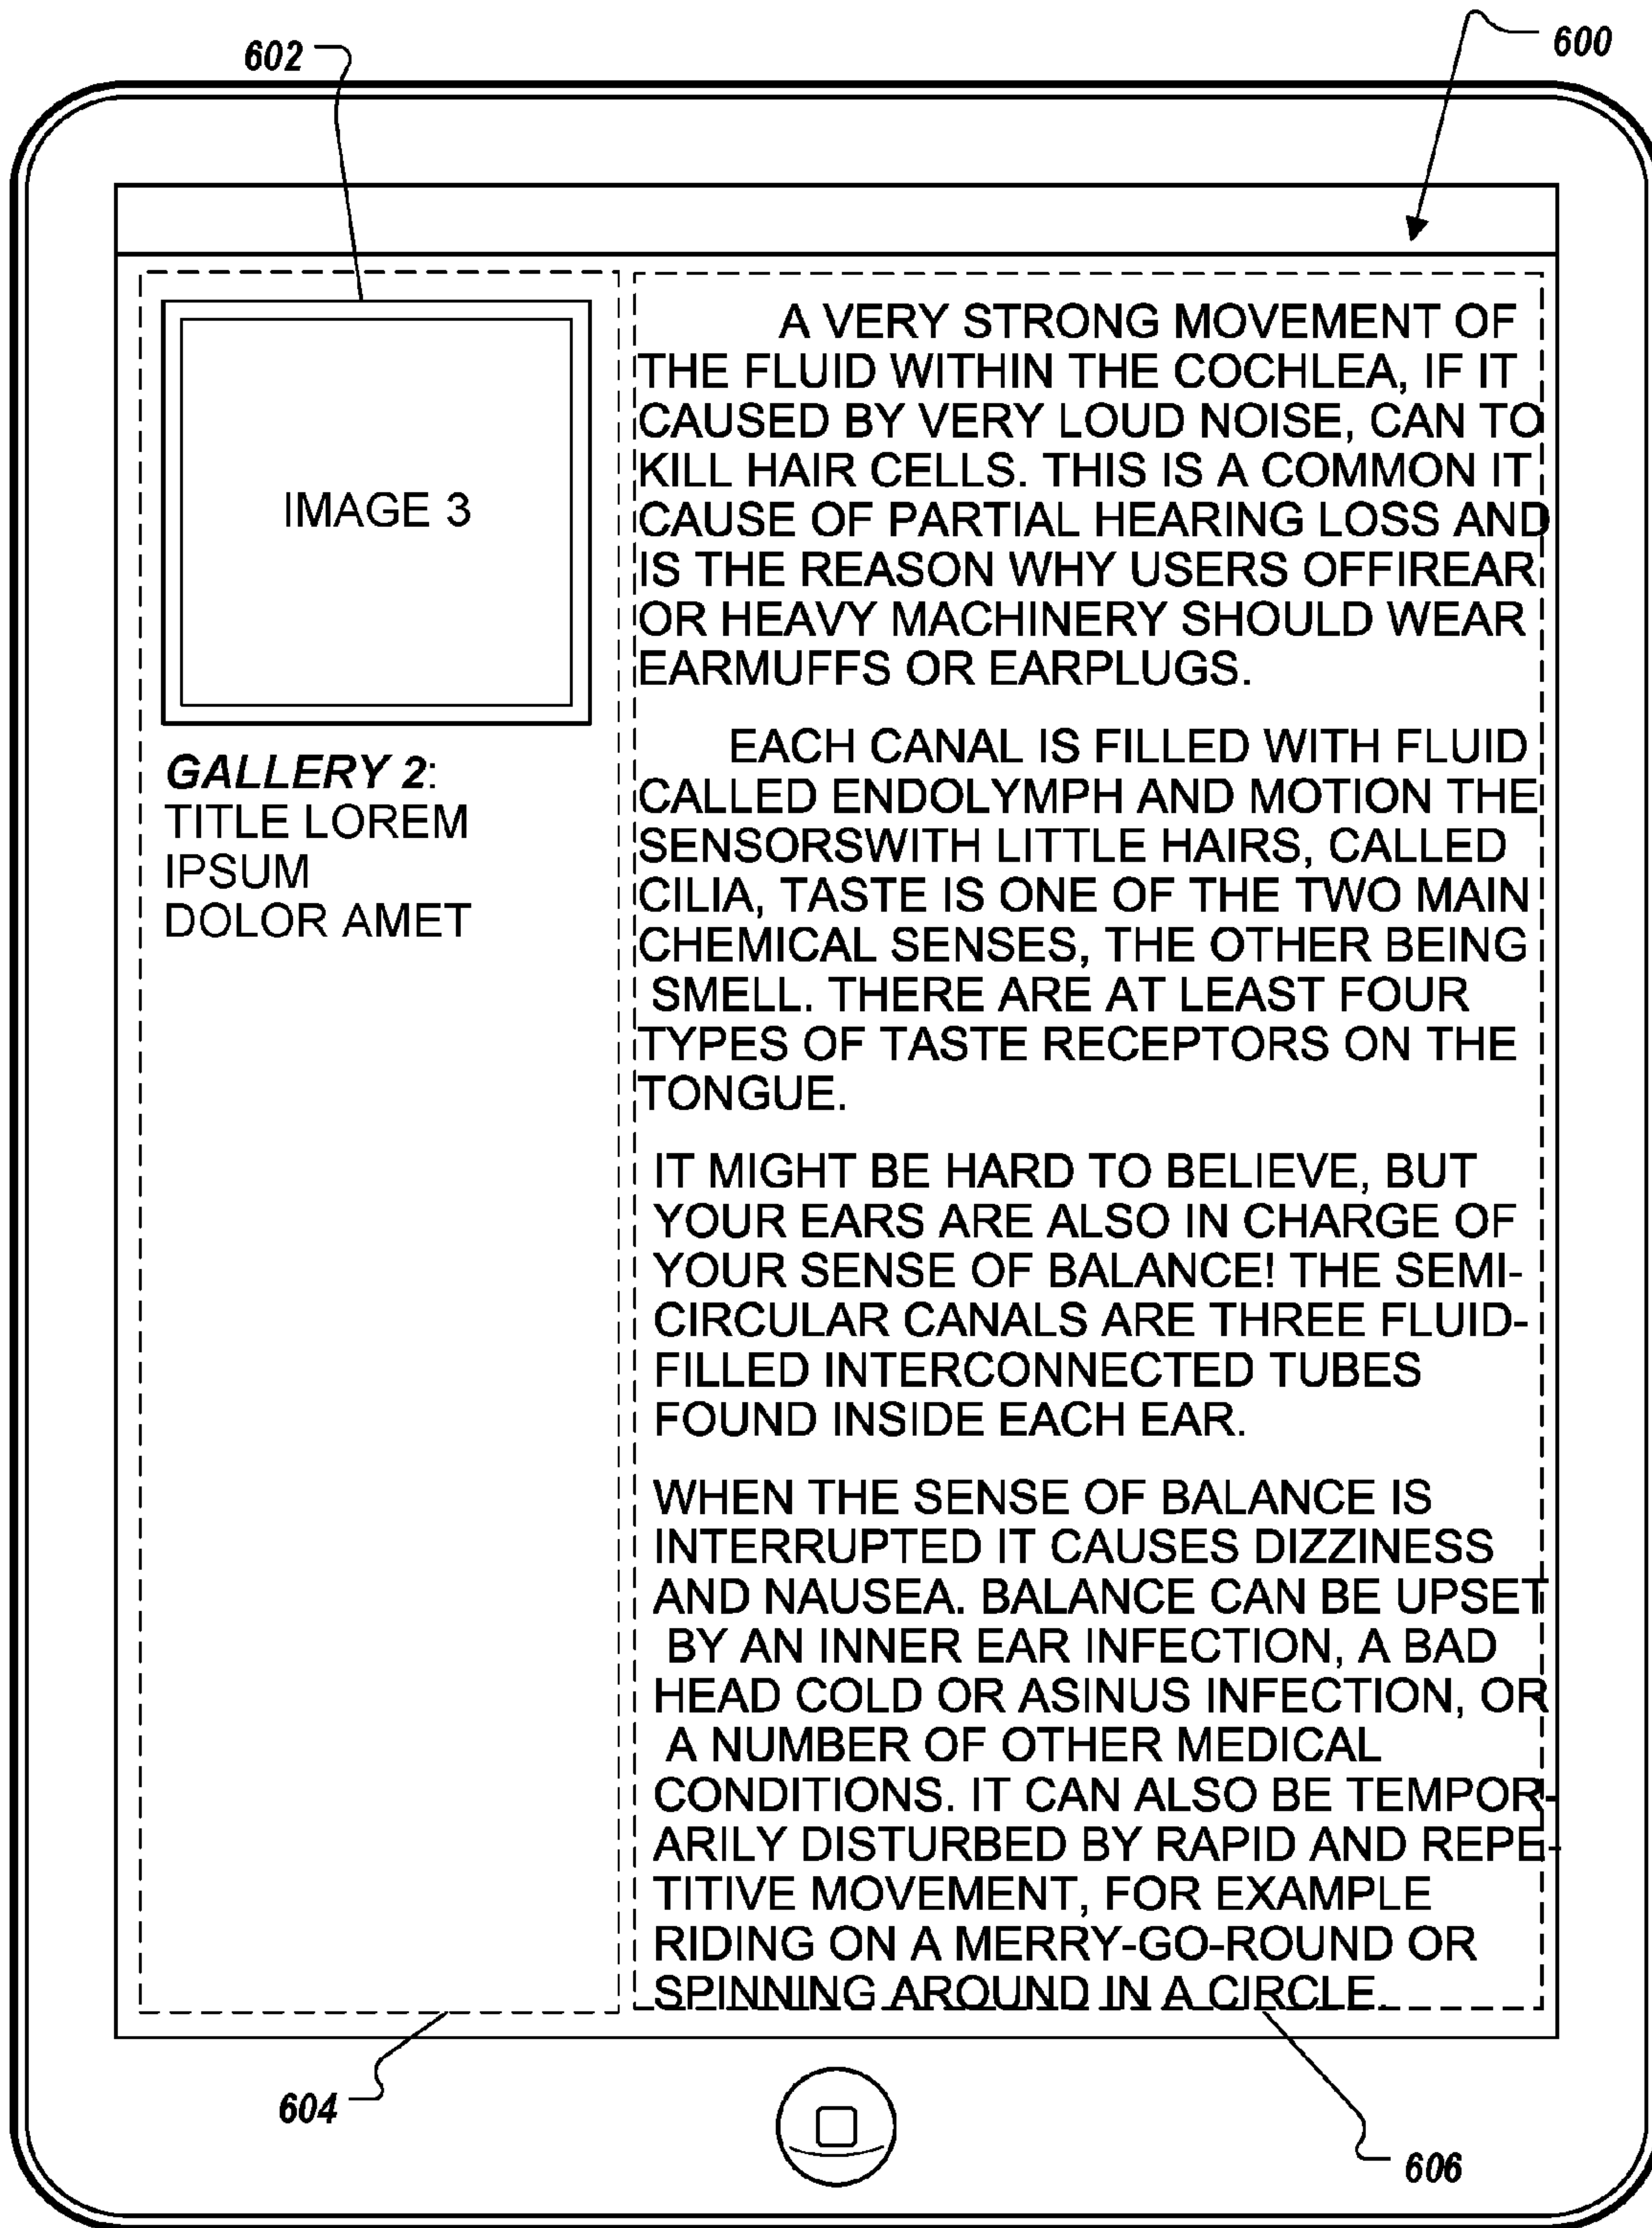 602
600
IMAGE 3
GALLERY 2:
TITLE LOREM
IPSUM
DOLOR AMET
A VERY STRONG MOVEMENT OF
THE FLUID WITHIN THE COCHLEA, IF IT
CAUSED BY VERY LOUD NOISE, CAN TO
KILL HAIR CELLS. THIS IS A COMMON IT
CAUSE OF PARTIAL HEARING LOSS AND
IS THE REASON WHY USERS OFFIREAR
OR HEAVY MACHINERY SHOULD WEAR
EARMUFFS OR EARPLUGS.
EACH CANAL IS FILLED WITH FLUID
CALLED ENDOLYMPH AND MOTION THE
SENSORSWITH LITTLE HAIRS, CALLED
CILIA, TASTE IS ONE OF THE TWO MAIN
CHEMICAL SENSES, THE OTHER BEING
SMELL. THERE ARE AT LEAST FOUR
TYPES OF TASTE RECEPTORS ON THE
TONGUE.
IT MIGHT BE HARD TO BELIEVE, BUT
YOUR EARS ARE ALSO IN CHARGE OF
YOUR SENSE OF BALANCE! THE SEMI-
CIRCULAR CANALS ARE THREE FLUID-
FILLED INTERCONNECTED TUBES
FOUND INSIDE EACH EAR.
WHEN THE SENSE OF BALANCE IS
INTERRUPTED IT CAUSES DIZZINESS
AND NAUSEA. BALANCE CAN BE UPSET
BY AN INNER EAR INFECTION, A BAD
HEAD COLD OR ASINUS INFECTION, OR
A NUMBER OF OTHER MEDICAL
CONDITIONS. IT CAN ALSO BE TEMPOR-
ARILY DISTURBED BY RAPID AND REPE-
TITIVE MOVEMENT, FOR EXAMPLE
RIDING ON A MERRY-GO-ROUND OR
SPINNING AROUND IN A CIRCLE.
604
606